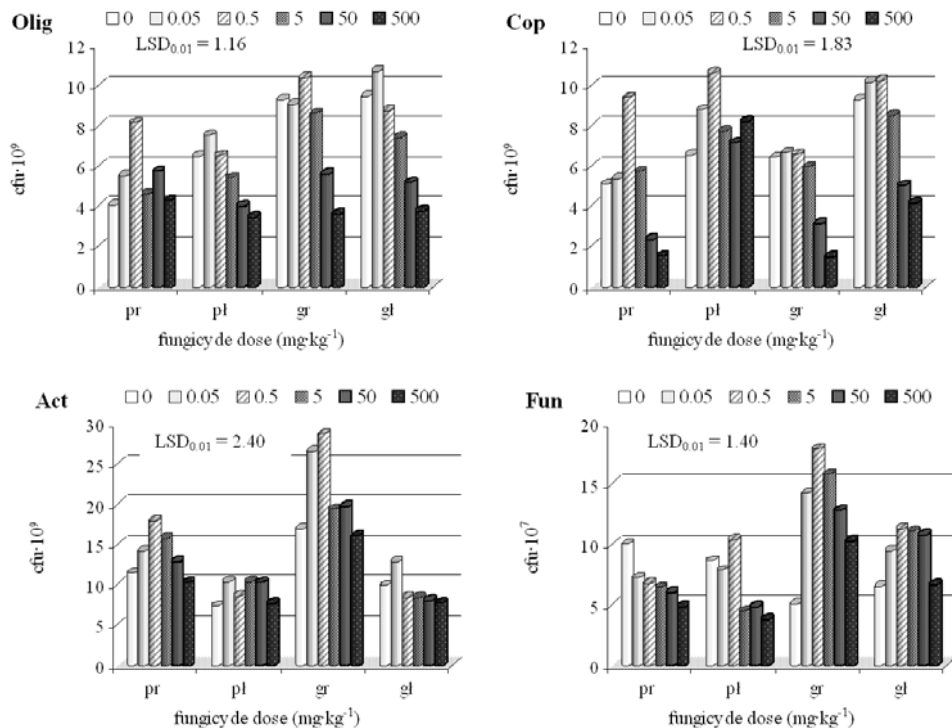 Olig
0 0.05 0.5 5 50 500
LSD0.01 = 1.16
12
10
8
6
4
2
0
cfu·10⁹
pr pł gr gł
fungicyde dose (mg·kg⁻¹)
Cop
0 0.05 0.5 5 50 500
LSD0.01 = 1.83
12
10
8
6
4
2
0
cfu·10⁹
pr pł gr gł
fungicyde dose (mg·kg⁻¹)
Act
0 0.05 0.5 5 50 500
LSD0.01 = 2.40
30
25
20
15
10
5
0
cfu·10⁹
pr pł gr gł
fungicyde dose (mg·kg⁻¹)
Fun
0 0.05 0.5 5 50 500
LSD0.01 = 1.40
20
15
10
5
0
cfu·10⁷
pr pł gr gł
fungicyde dose (mg·kg⁻¹)